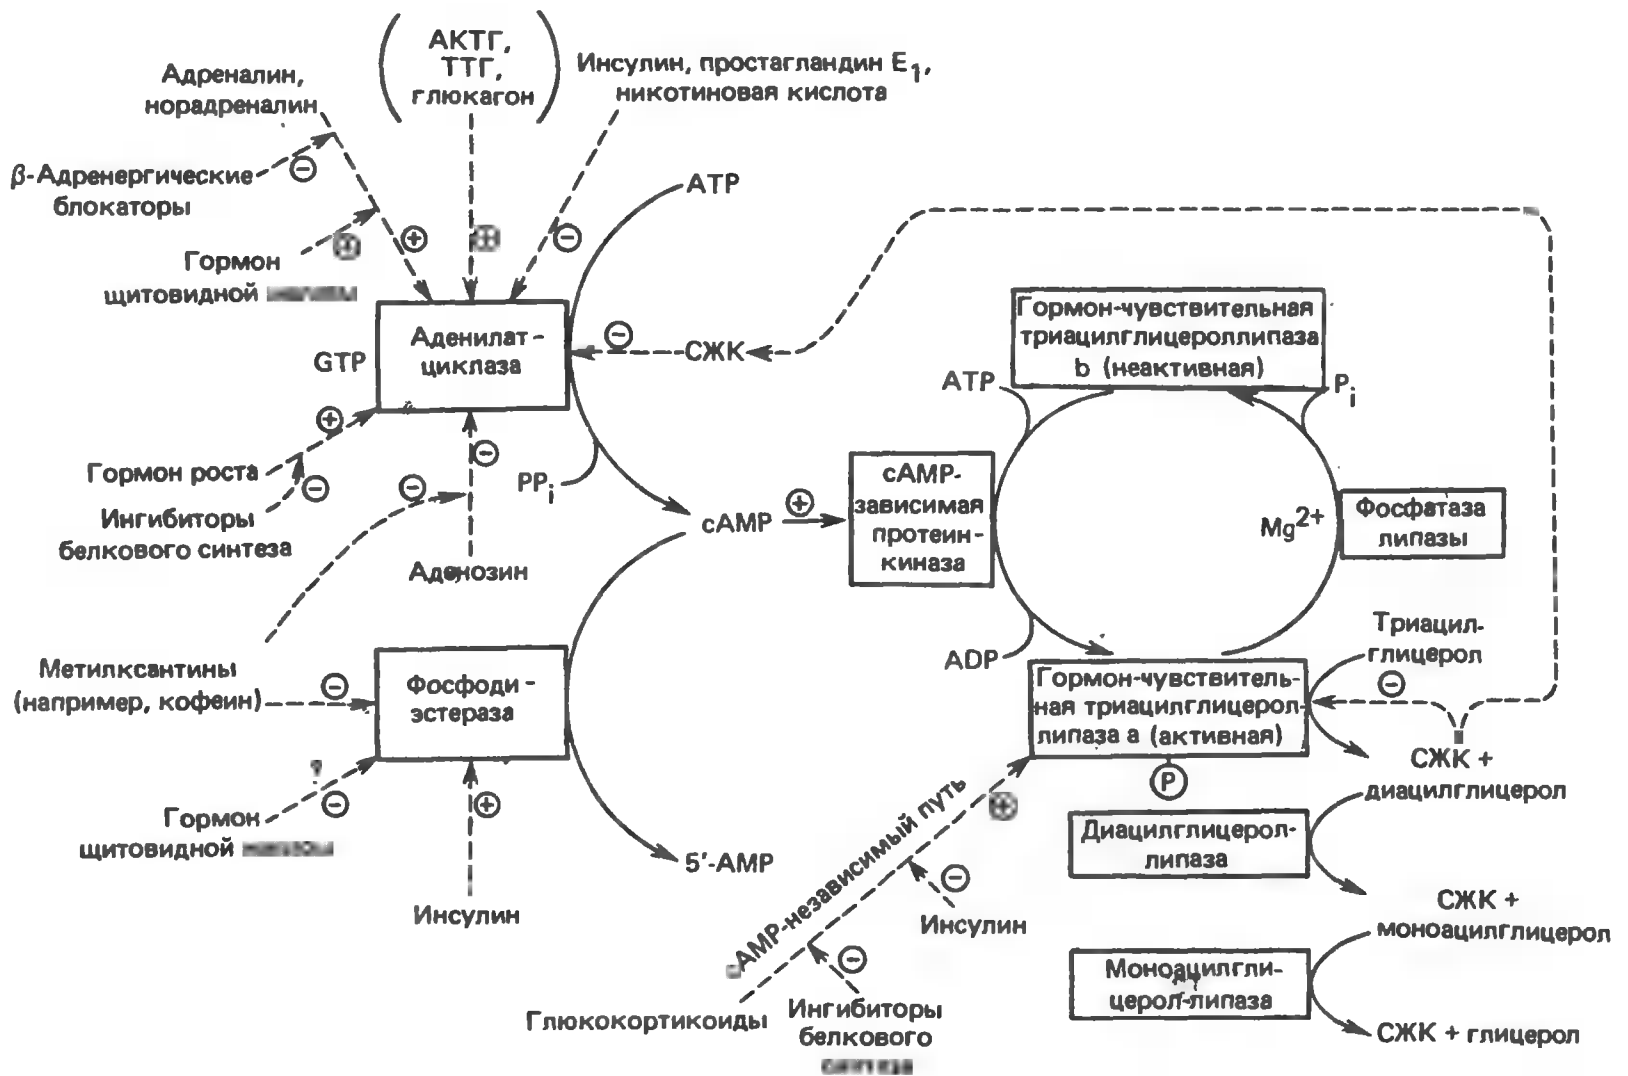 АКТГ,
ТТГ,
глюкагон
Адреналин,
норадреналин
Инсулин, простагландин E1,
никотиновая кислота
β-Адренергические
блокаторы
Гормон
щитовидной
ATP
Аденилат-
циклаза
GTP
СЖК
Гормон роста
Ингибиторы
белкового синтеза
PPi
cAMP
Аденозин
Метилксантины
(например, кофеин)
Фосфоди-
эстераза
?
Гормон
щитовидной
Инсулин
5'-AMP
Гормон-чувствительная
триацилглицероллипаза
b (неактивная)
ATP
Pi
cAMP-
зависимая
протеин-
киназа
Mg2+
Фосфатаза
липазы
ADP
Триацил-
глицерол
Гормон-чувствитель-
ная триацилглицерол-
липаза a (активная)
P
СЖК +
диацилглицерол
Диацилглицерол-
липаза
СЖК +
моноацилглицерол
Моноацилгли-
церол-липаза
СЖК + глицерол
cAMP-независимый путь
Инсулин
Глюкокортикоиды
Ингибиторы
белкового